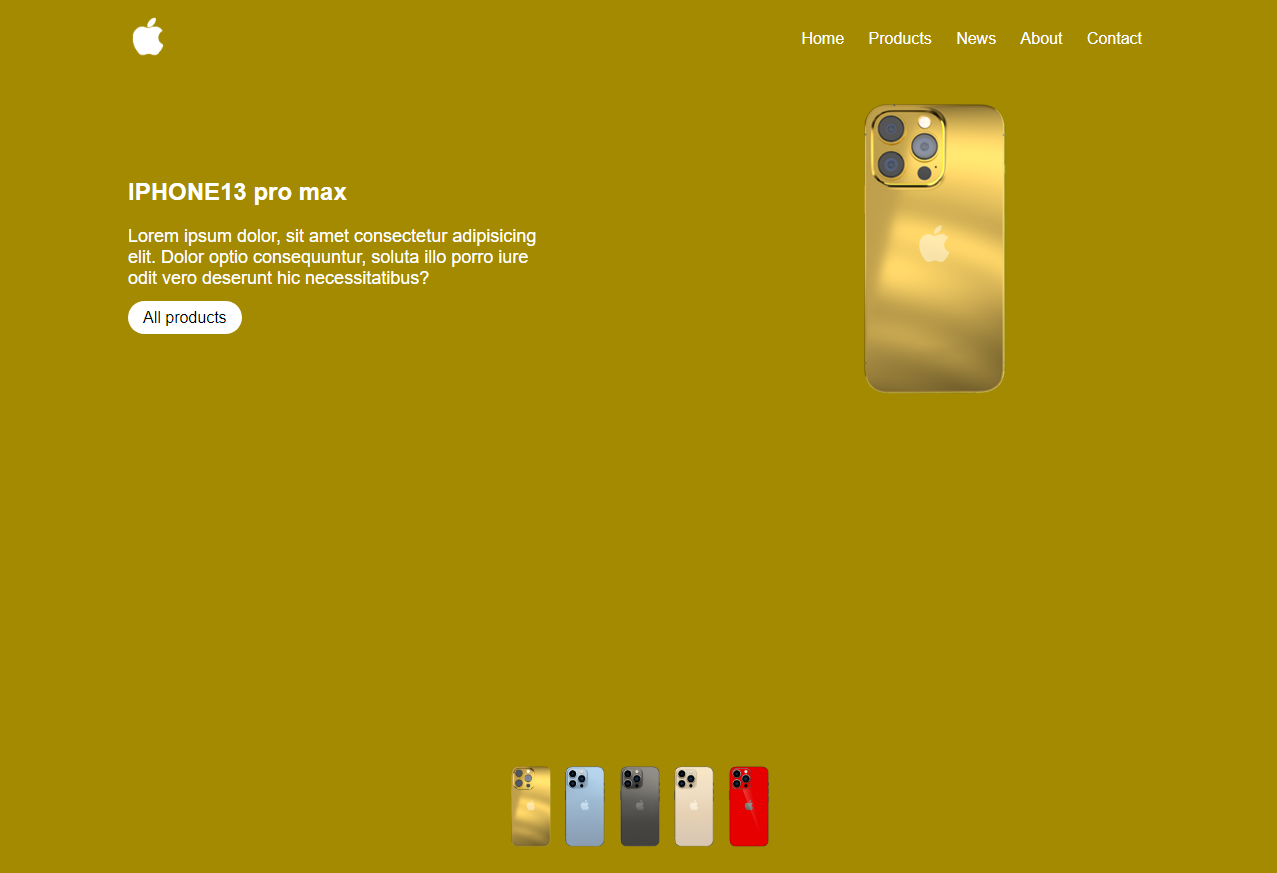 Home Products News About Contact
IPHONE13 pro max
Lorem ipsum dolor, sit amet consectetur adipisicing
elit. Dolor optio consequuntur, soluta illo porro iure
odit vero deserunt hic necessitatibus?
All products